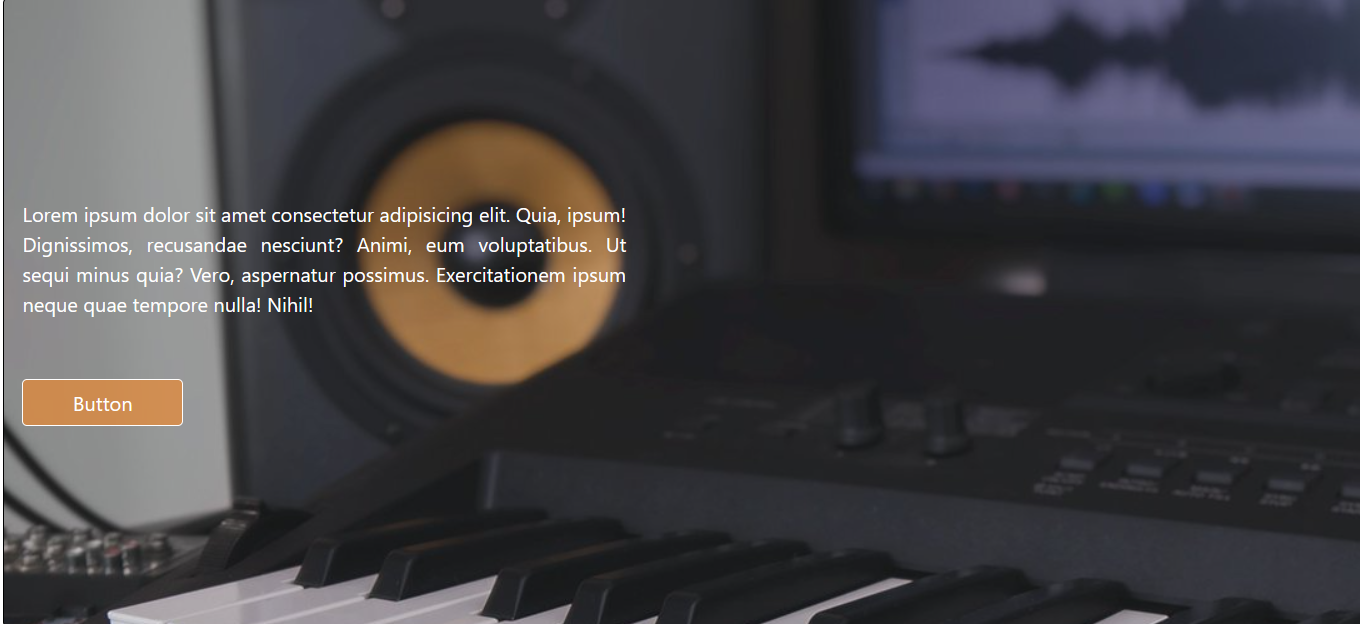 Lorem ipsum dolor sit amet consectetur adipisicing elit. Quia, ipsum!
Dignissimos, recusandae nesciunt? Animi, eum voluptatibus. Ut
sequi minus quia? Vero, aspernatur possimus. Exercitationem ipsum
neque quae tempore nulla! Nihil!
Button